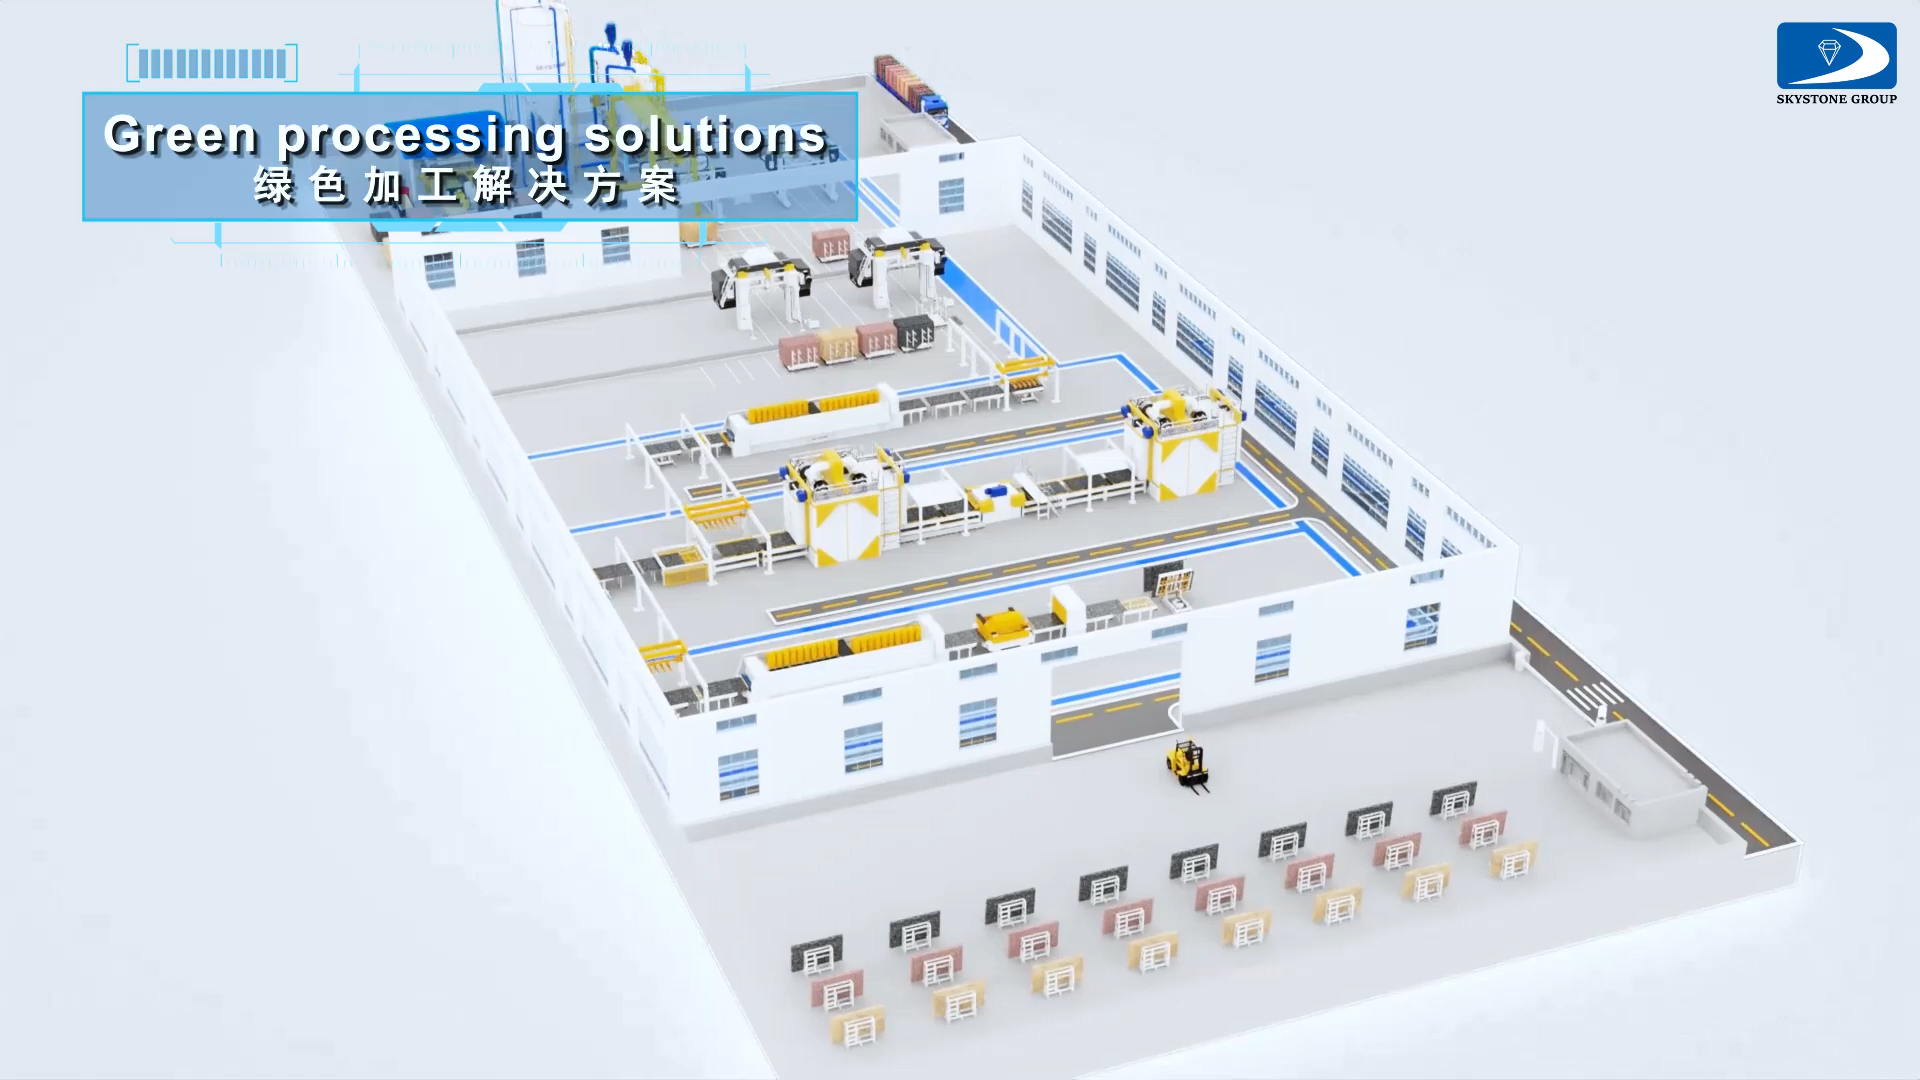 Green processing solutions
绿色加工解决方案
SKYSTONE GROUP